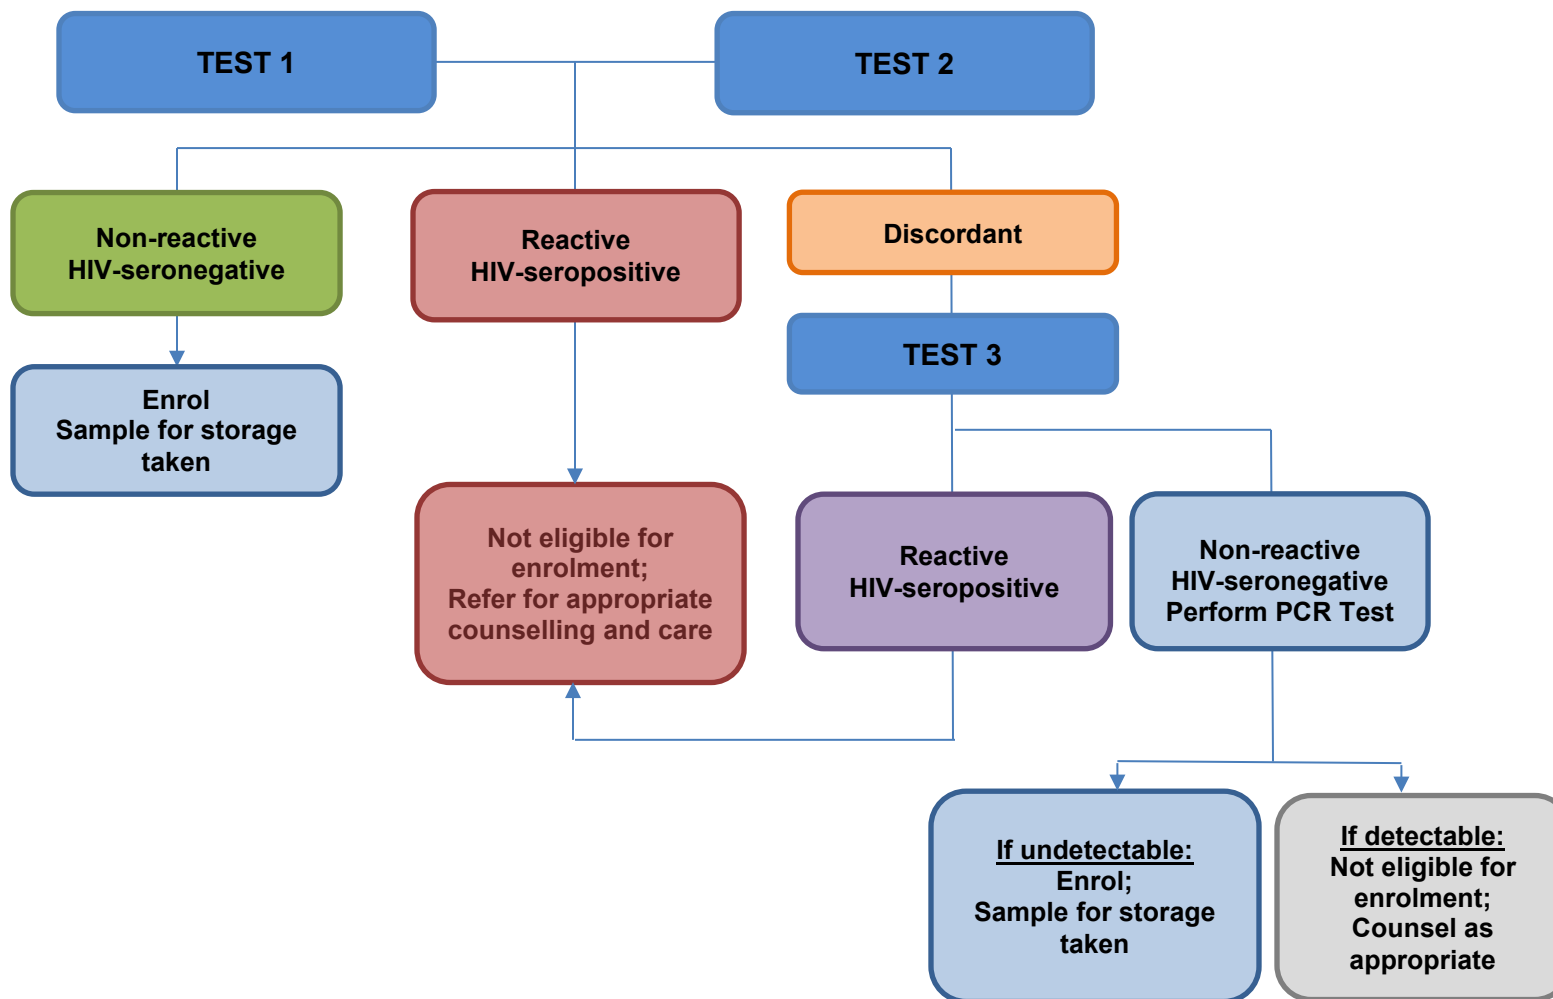 TEST 1
TEST 2
Non-reactive
HIV-seronegative
Reactive
HIV-seropositive
Discordant
TEST 3
Enrol
Sample for storage
taken
Not eligible for
enrolment;
Refer for appropriate
counselling and care
Reactive
HIV-seropositive
Non-reactive
HIV-seronegative
Perform PCR Test
If undetectable:
Enrol;
Sample for storage
taken
If detectable:
Not eligible for
enrolment;
Counsel as
appropriate